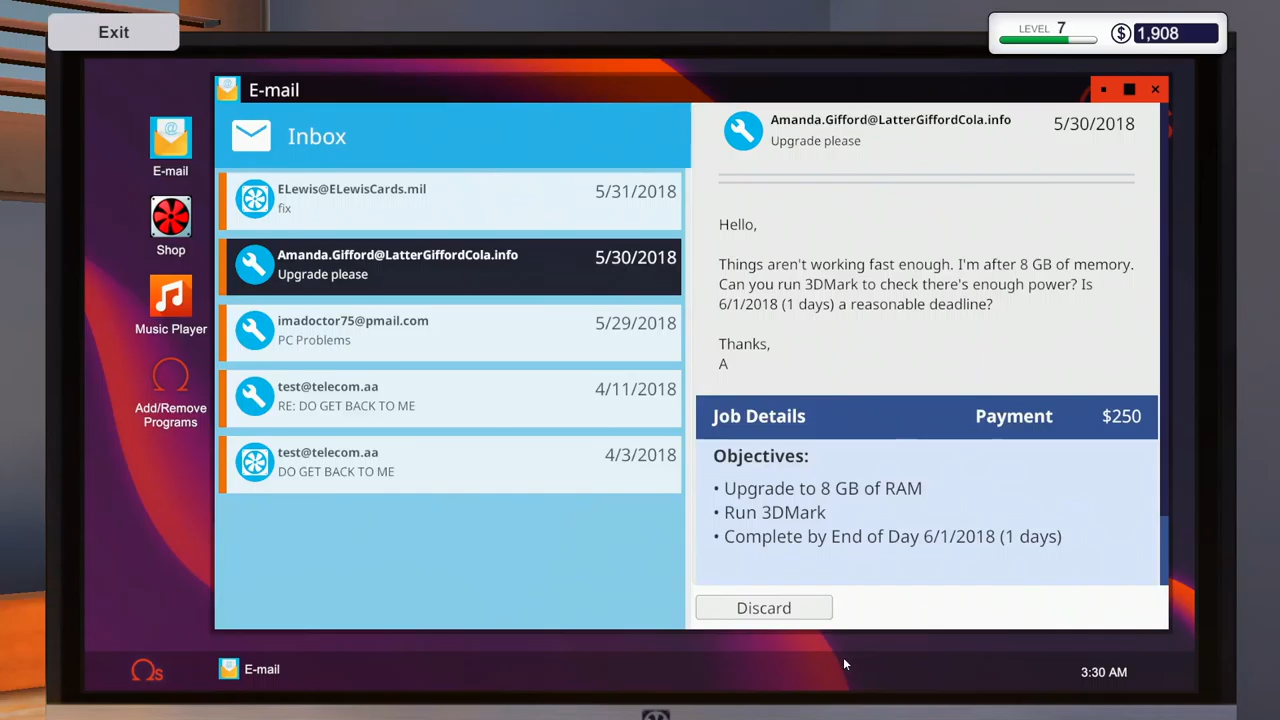 Exit
LEVEL 7
$ 1,908
E-mail
E-mail
Shop
Music Player
Add/Remove
Programs
Inbox
ELewis@ELewisCards.mil
5/31/2018
fix
Amanda.Gifford@LatterGiffordCola.info
5/30/2018
Upgrade please
imadoctor75@pmail.com
5/29/2018
PC Problems
test@telecom.aa
4/11/2018
RE: DO GET BACK TO ME
test@telecom.aa
4/3/2018
DO GET BACK TO ME
Amanda.Gifford@LatterGiffordCola.info
5/30/2018
Upgrade please
Hello,
Things aren't working fast enough. I'm after 8 GB of memory.
Can you run 3DMark to check there's enough power? Is
6/1/2018 (1 days) a reasonable deadline?
Thanks,
A
Job Details Payment $250
Objectives:
• Upgrade to 8 GB of RAM
• Run 3DMark
• Complete by End of Day 6/1/2018 (1 days)
Discard
Ωs
E-mail
3:30 AM